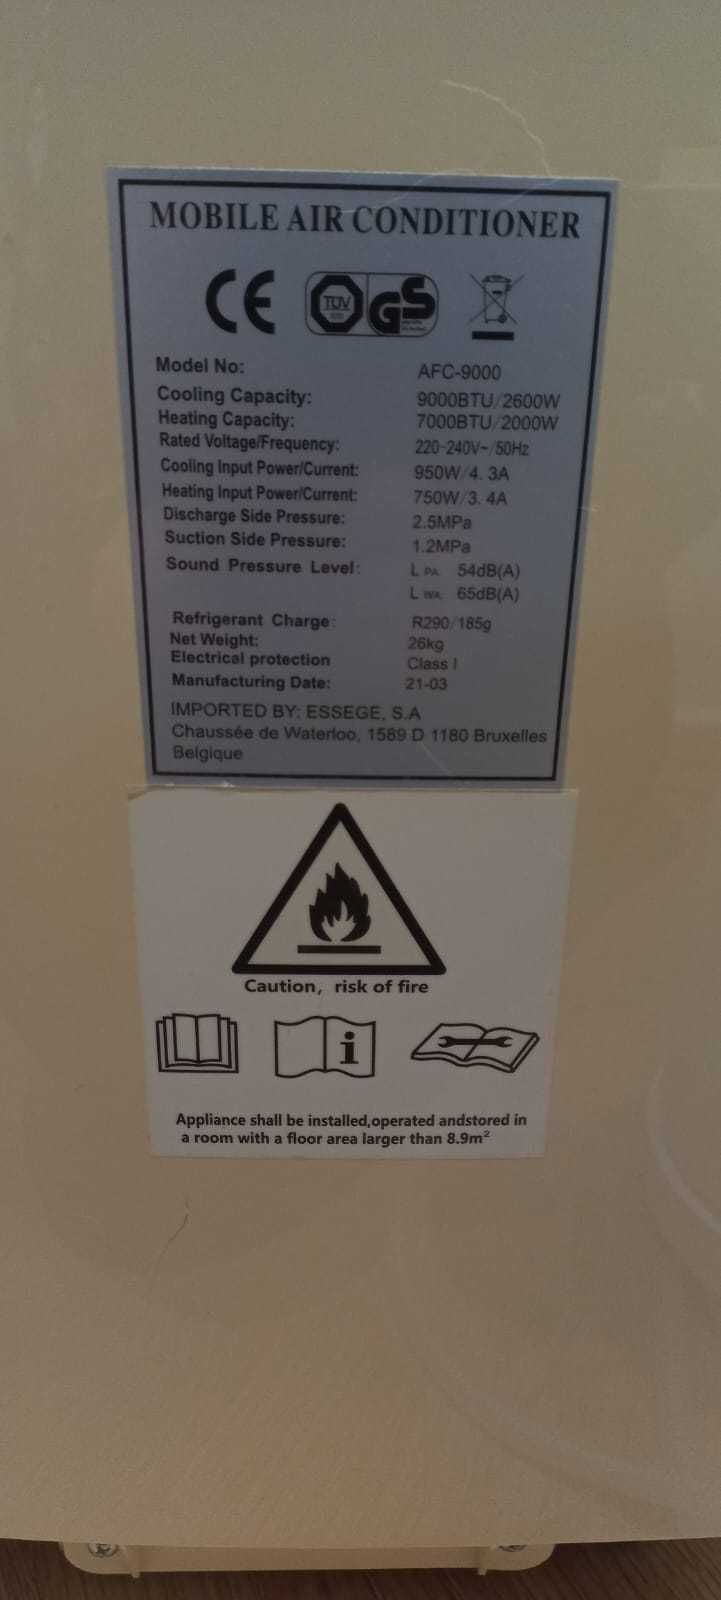 MOBILE AIR CONDITIONER
CE TÜV GS
Model No: AFC-9000
Cooling Capacity: 9000BTU/2600W
Heating Capacity: 7000BTU/2000W
Rated Voltage/Frequency: 220-240V~/50Hz
Cooling Input Power/Current: 950W/4. 3A
Heating Input Power/Current: 750W/3. 4A
Discharge Side Pressure: 2.5MPa
Suction Side Pressure: 1.2MPa
Sound Pressure Level: L PA. 54dB(A)
L WA. 65dB(A)
Refrigerant Charge: R290/185g
Net Weight: 26kg
Electrical protection Class I
Manufacturing Date: 21-03
IMPORTED BY: ESSEGE, S.A
Chaussée de Waterloo, 1589 D 1180 Bruxelles
Belgique
Caution, risk of fire
i
Appliance shall be installed,operated andstored in
a room with a floor area larger than 8.9m²